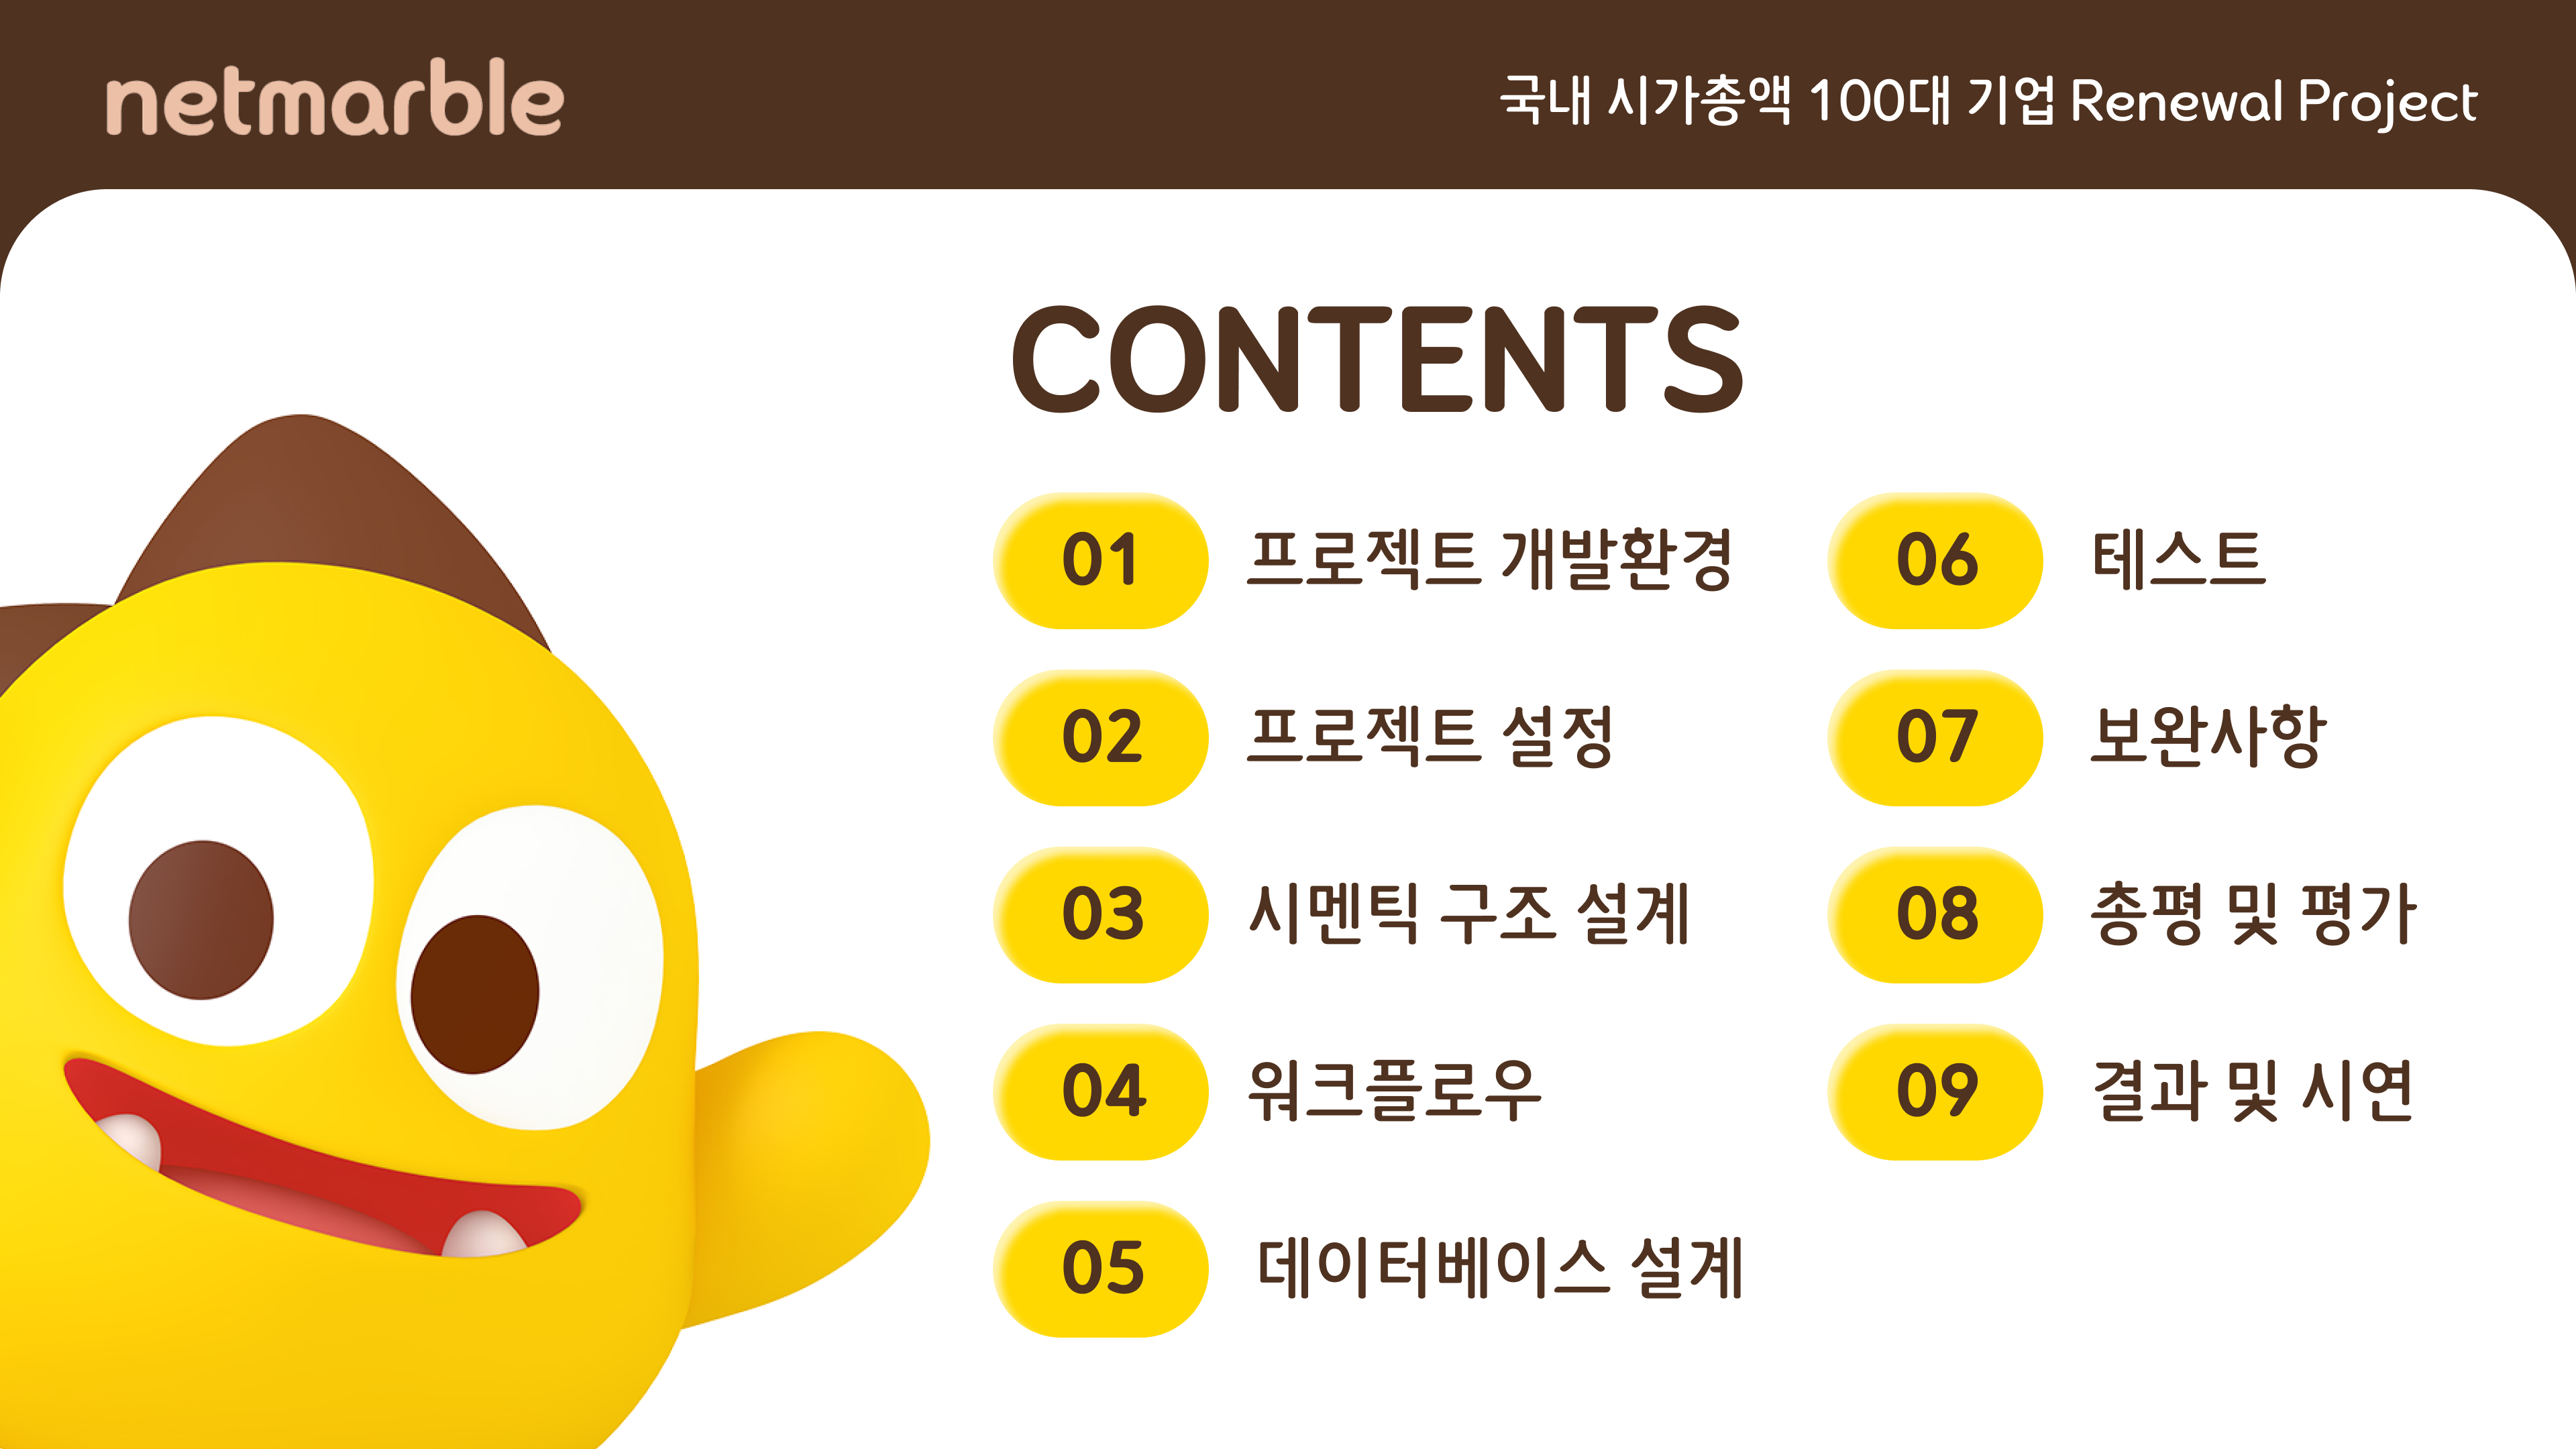 netmarble
국내 시가총액 100대 기업 Renewal Project
CONTENTS
01 프로젝트 개발환경
02 프로젝트 설정
03 시멘틱 구조 설계
04 워크플로우
05 데이터베이스 설계
06 테스트
07 보완사항
08 총평 및 평가
09 결과 및 시연